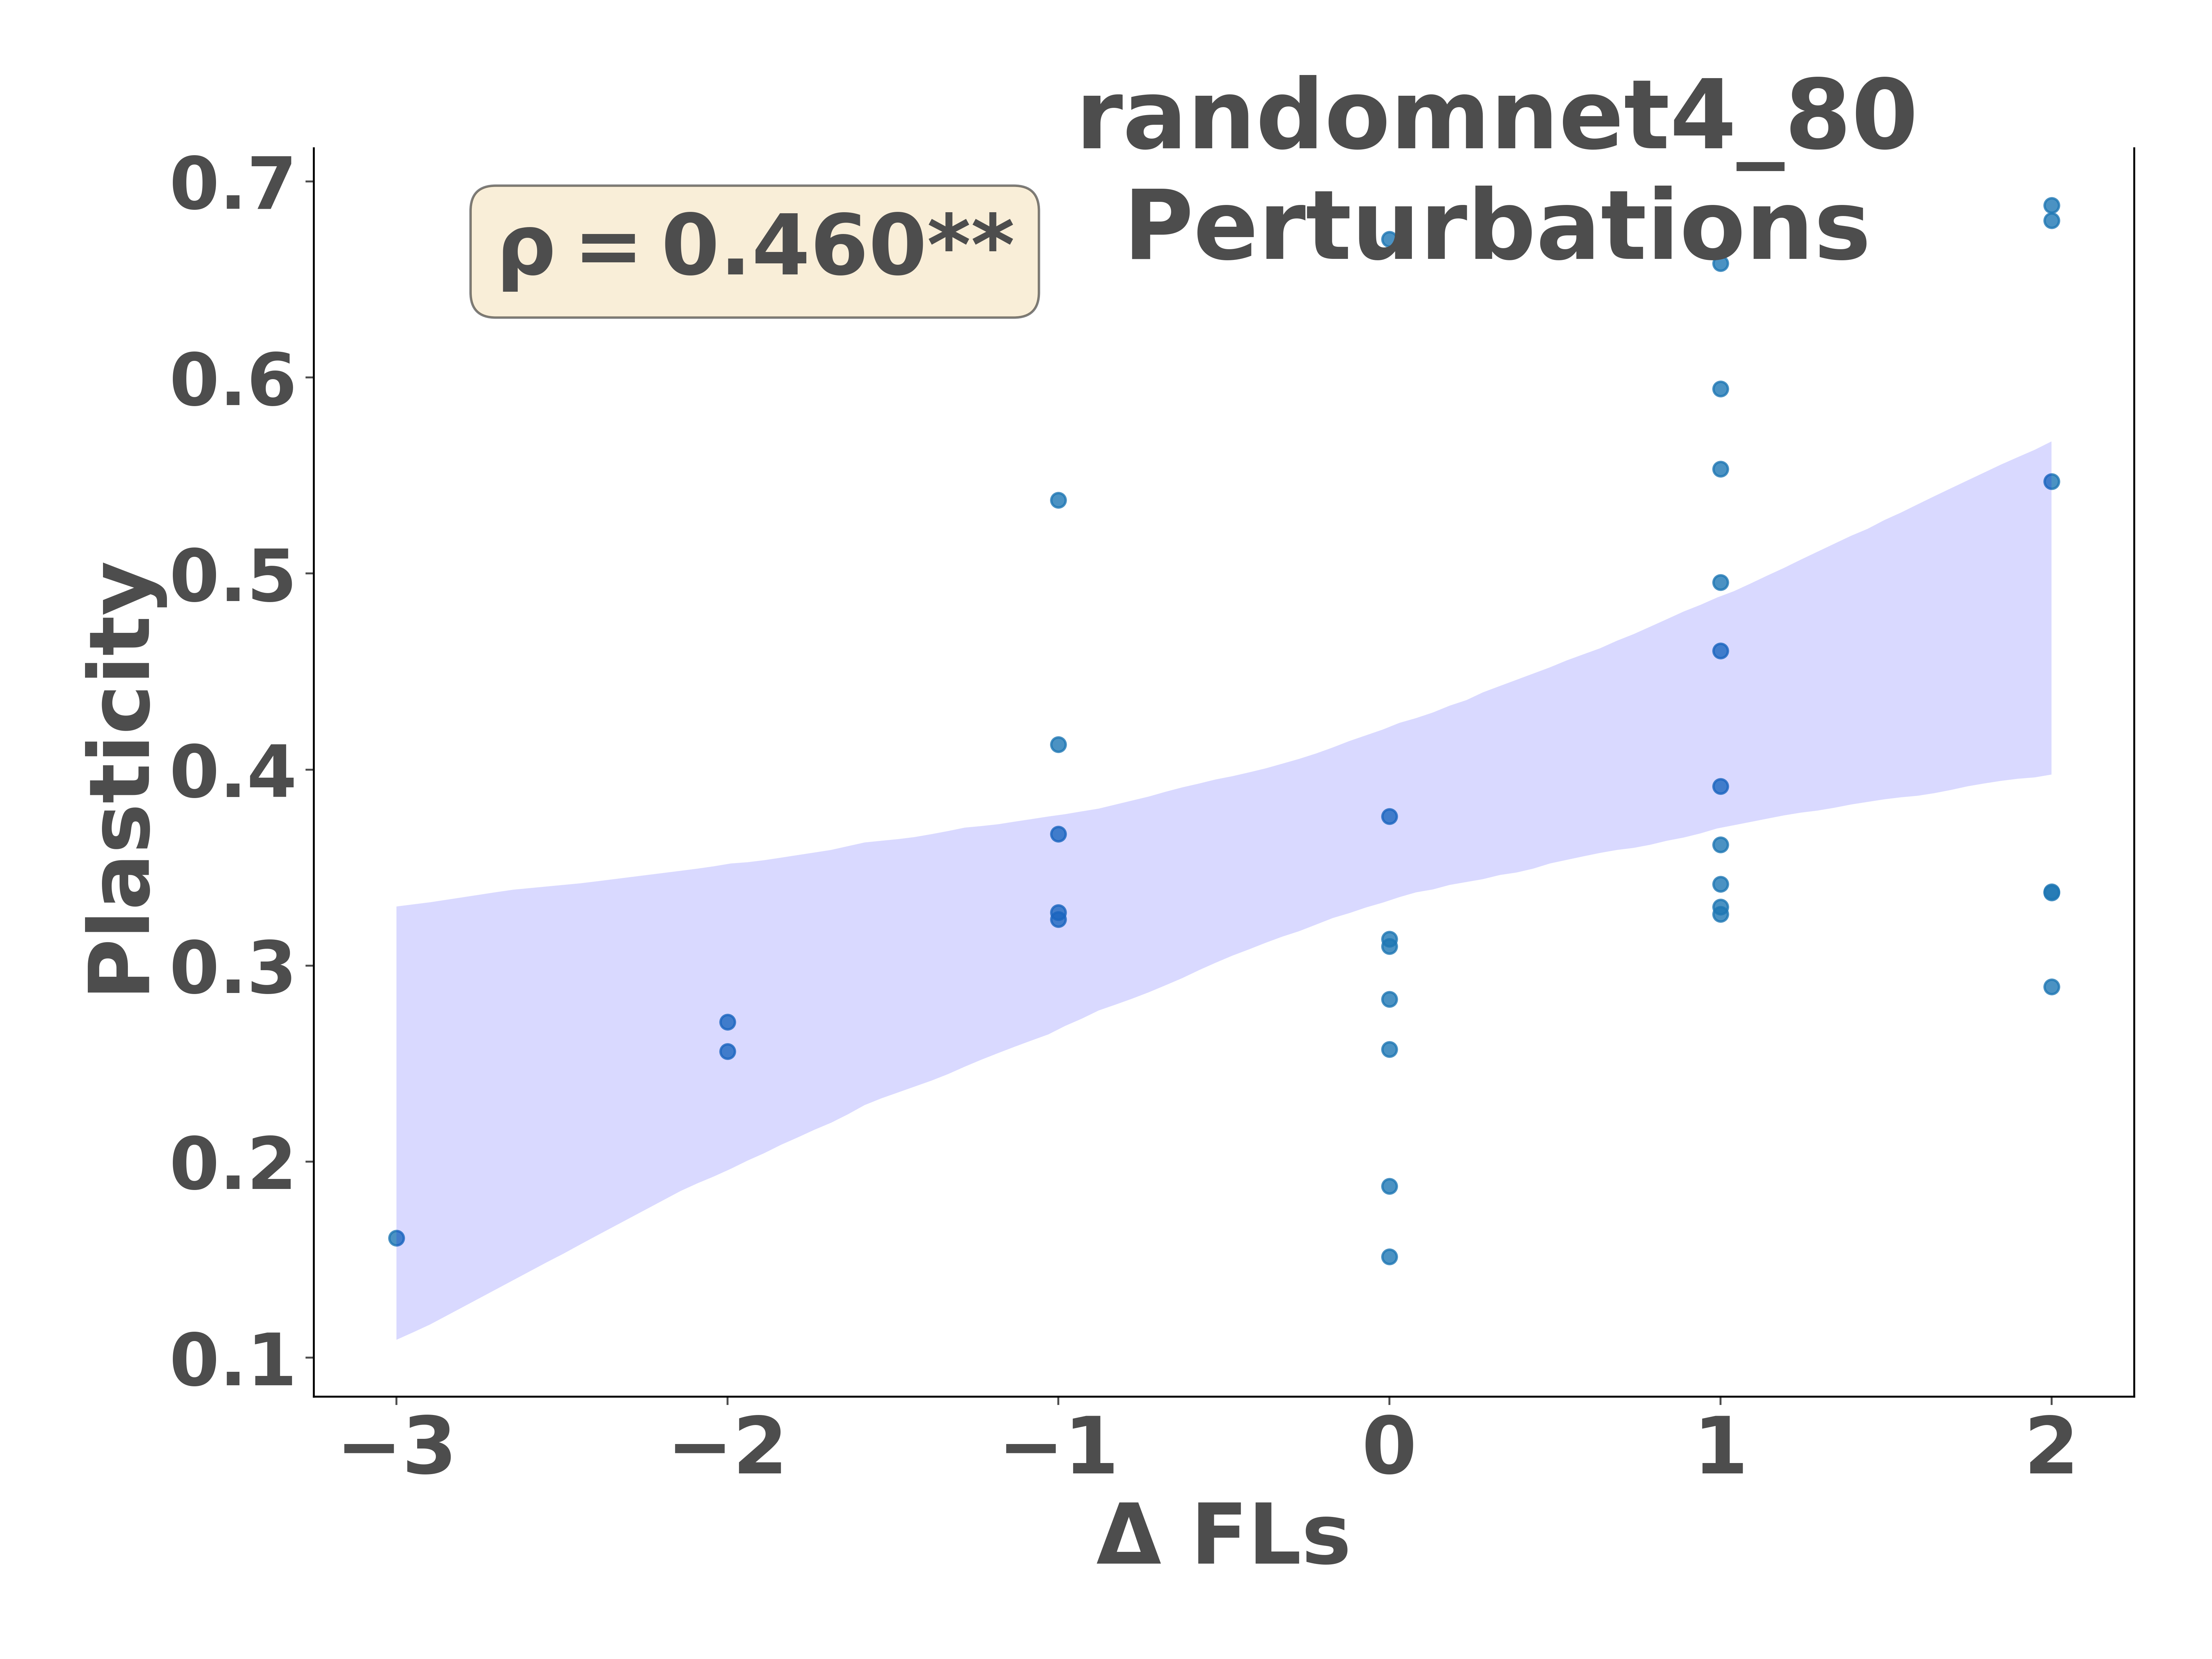 randomnet4_80
Perturbations
ρ = 0.460**
Plasticity
0.7
0.6
0.5
0.4
0.3
0.2
0.1
−3 −2 −1 0 1 2
Δ FLs